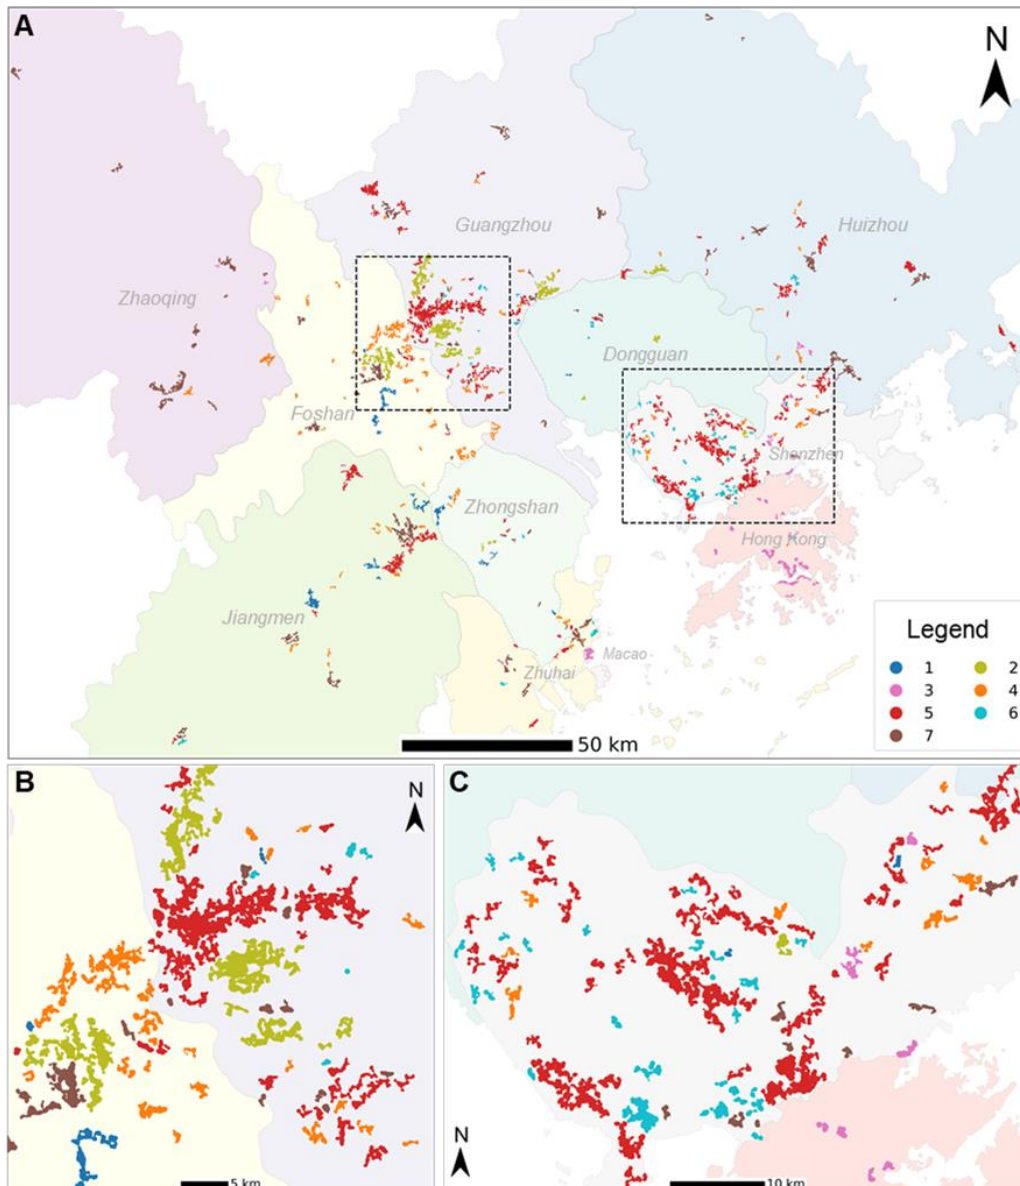 A
N
Guangzhou
Huizhou
Zhaoqing
Dongguan
Foshan
Shenzhen
Zhongshan
Hong Kong
Jiangmen
Macao
Zhuhai
Legend
1 2
3 4
5 6
7
50 km
B
N
5 km
C
N
10 km